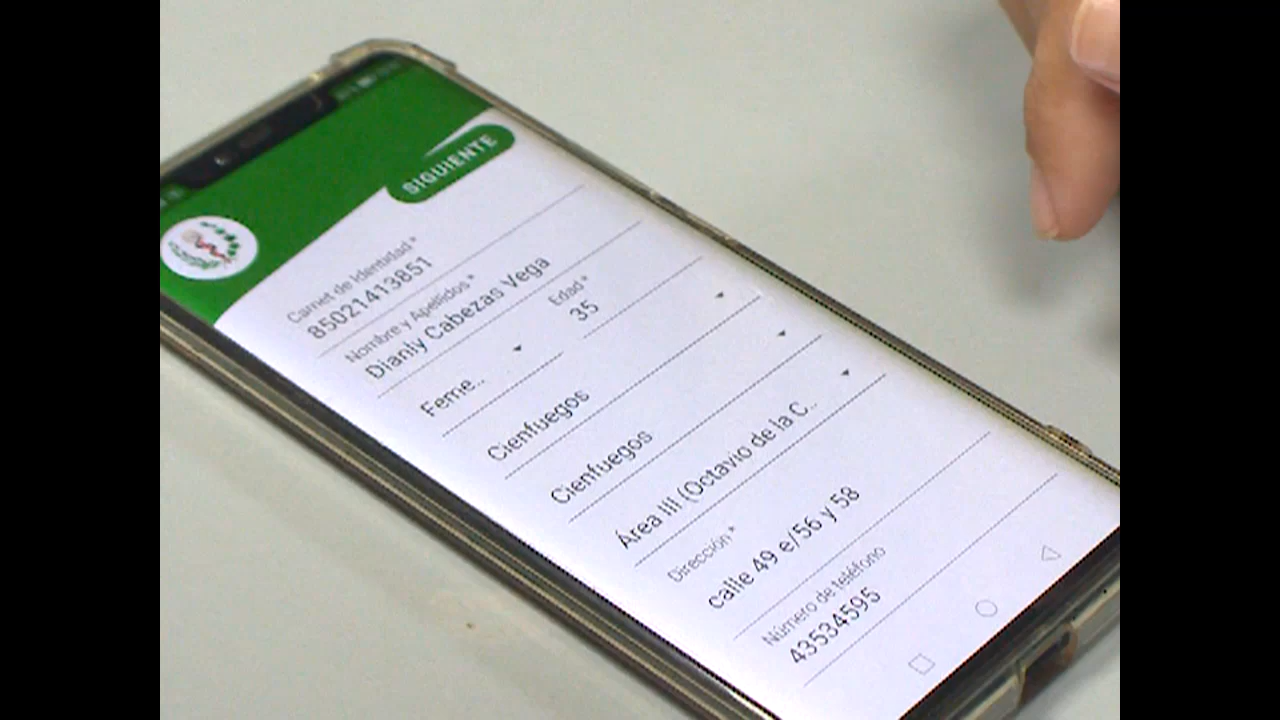 SIGUIENTE
Carnet de Identidad *
85021413851
Nombre y Apellidos *
Dianly Cabezas Vega
Edad *
Feme.. 35
Cienfuegos
Cienfuegos
Área III (Octavio de la C..
Dirección *
calle 49 e/56 y 58
Número de teléfono
43534595